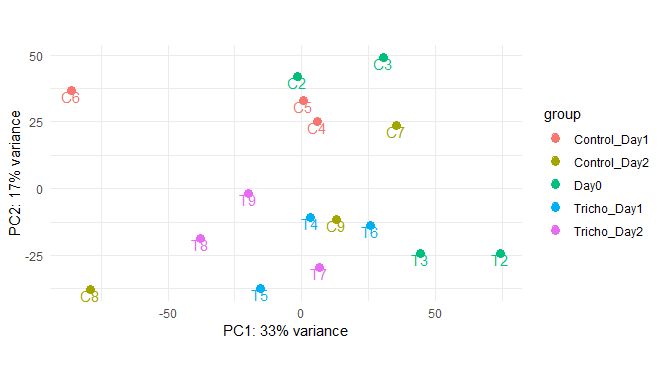 50
25
0
-25
PC2: 17% variance
C3
C2
C6
C5
C4
C7
T9
T4
C9
T6
T8
T3
T2
T7
T5
C8
-50
0
50
PC1: 33% variance
group
Control_Day1
Control_Day2
Day0
Tricho_Day1
Tricho_Day2